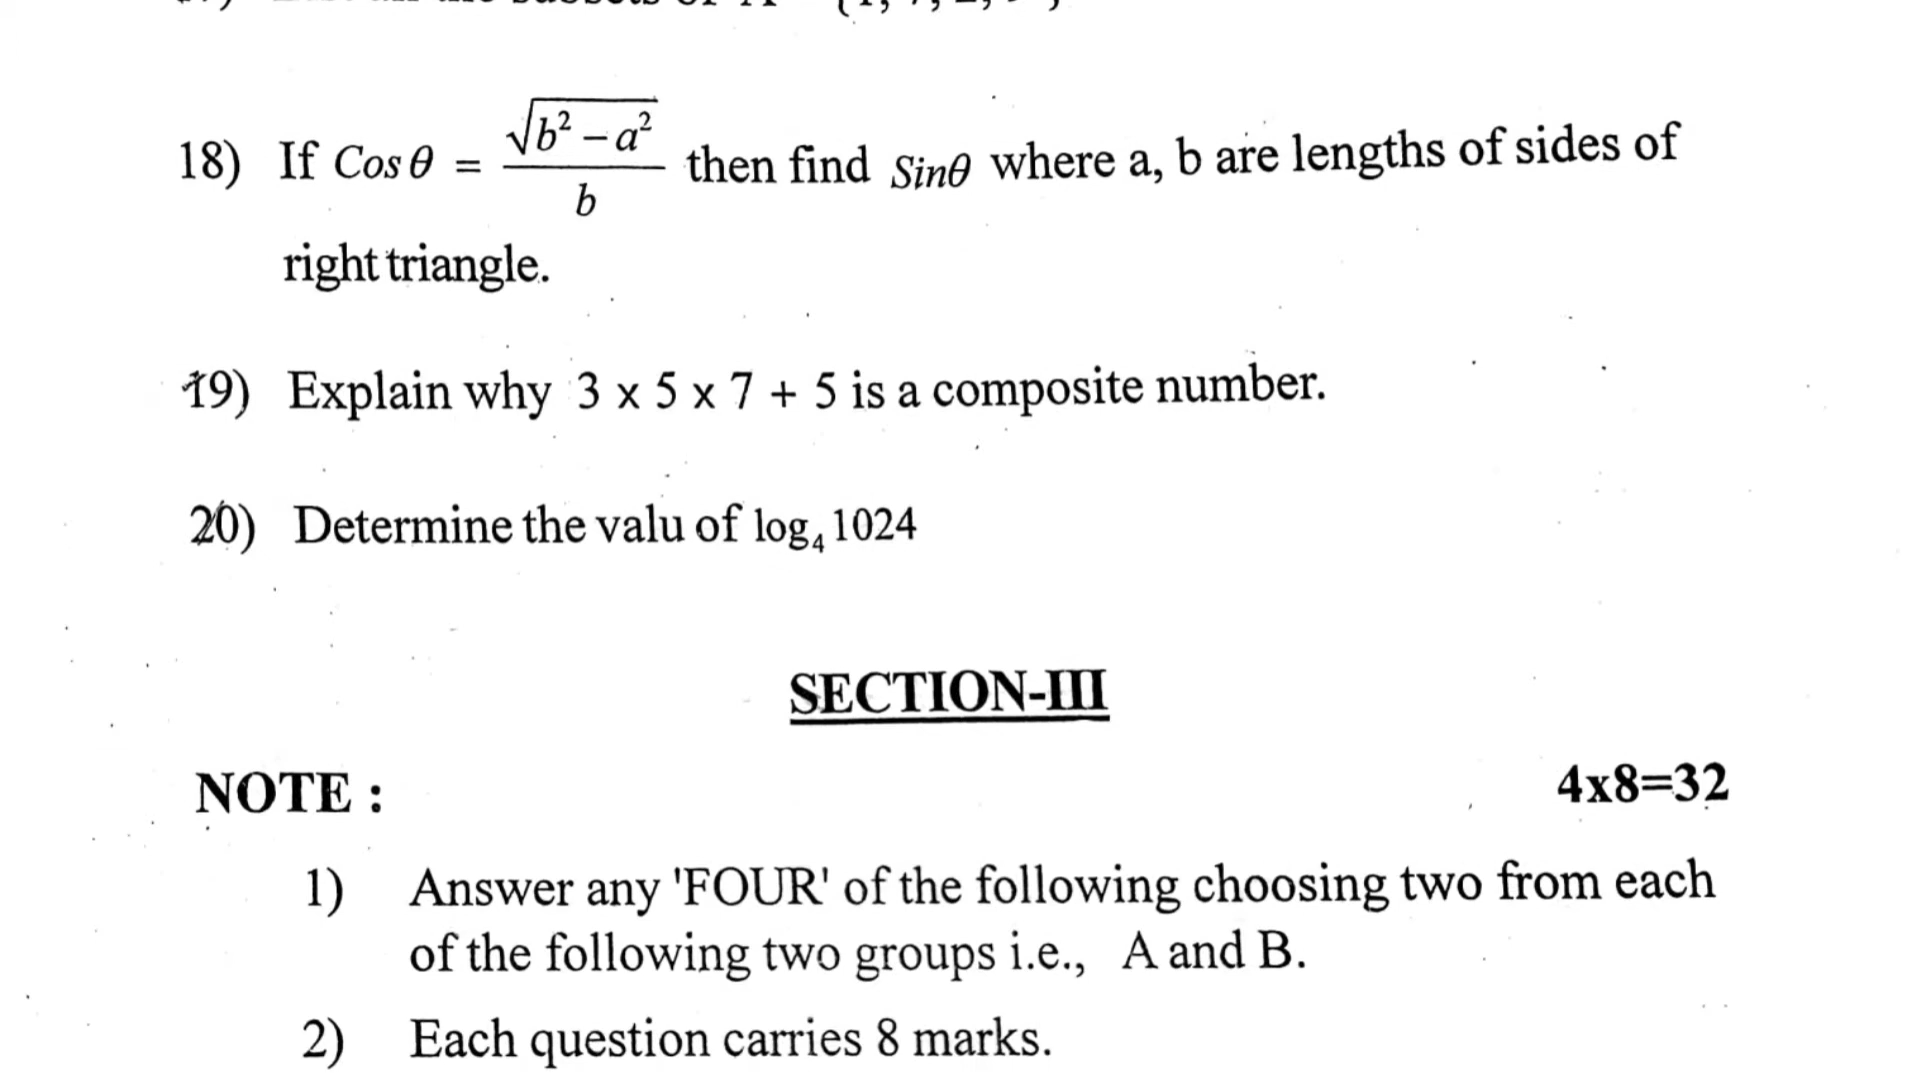 18) If Cos θ = √(b² – a²) / b then find Sinθ where a, b are lengths of sides of
right triangle.
19) Explain why 3 x 5 x 7 + 5 is a composite number.
20) Determine the valu of log₄ 1024
SECTION-III
NOTE :
4x8=32
1) Answer any 'FOUR' of the following choosing two from each
of the following two groups i.e., A and B.
2) Each question carries 8 marks.